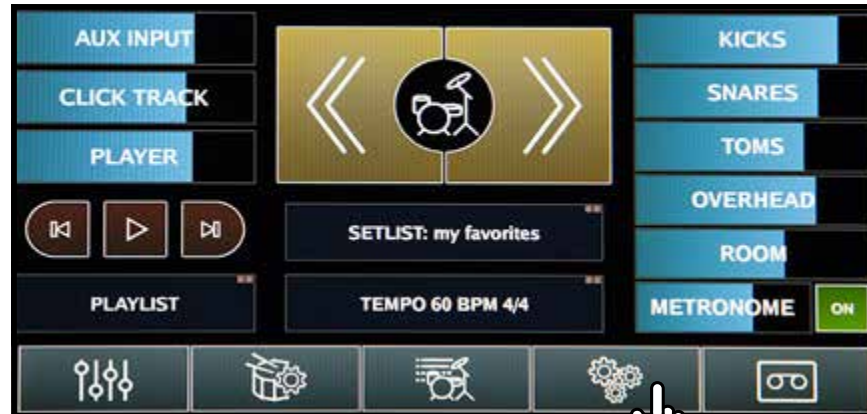 AUX INPUT
CLICK TRACK
PLAYER
PLAYLIST
SETLIST: my favorites
TEMPO 60 BPM 4/4
KICKS
SNARES
TOMS
OVERHEAD
ROOM
METRONOME ON